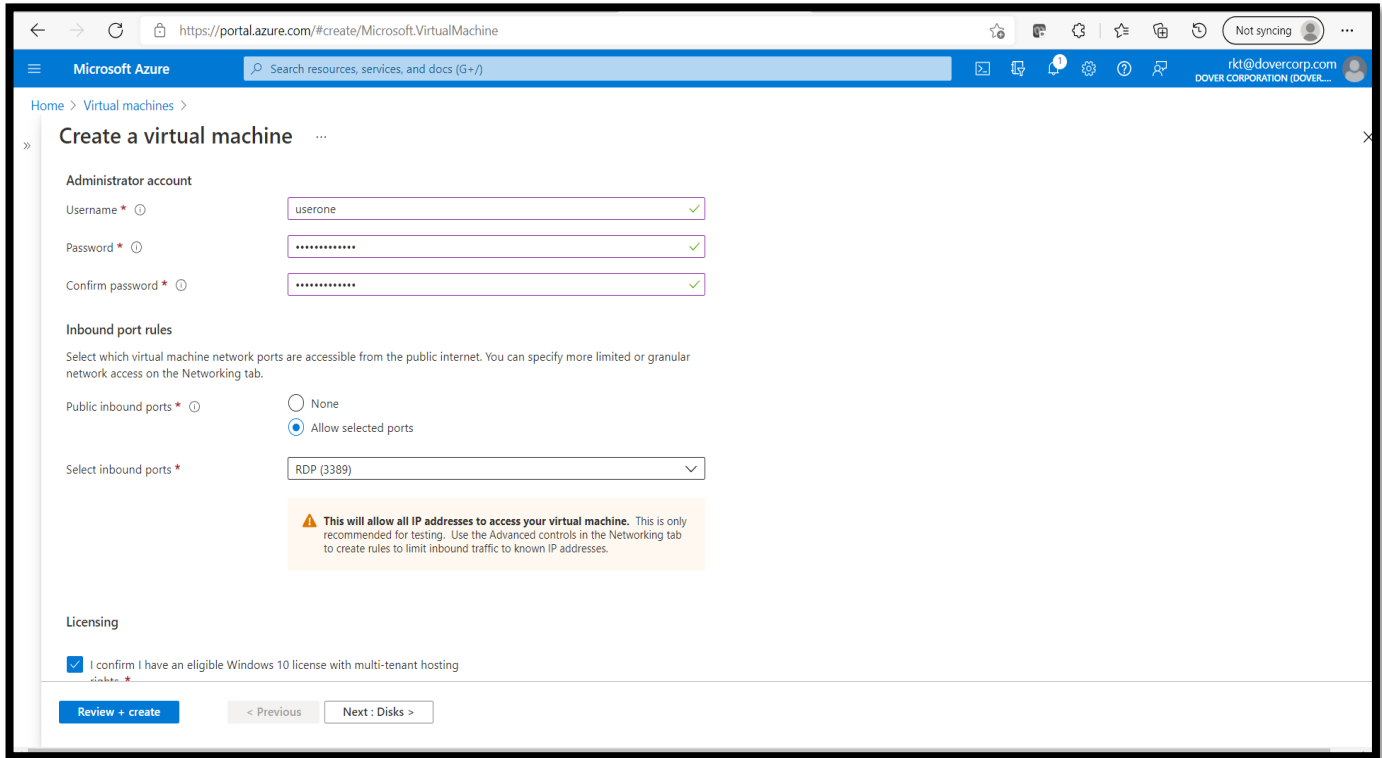 https://portal.azure.com/#create/Microsoft.VirtualMachine
Not syncing
Microsoft Azure
Search resources, services, and docs (G+/)
1
rkt@dovercorp.com
DOVER CORPORATION (DOVER....
Home > Virtual machines >
Create a virtual machine ...
Administrator account
Username * userone
Password * •••••••••••••
Confirm password * •••••••••••••
Inbound port rules
Select which virtual machine network ports are accessible from the public internet. You can specify more limited or granular
network access on the Networking tab.
Public inbound ports * None
Allow selected ports
Select inbound ports * RDP (3389)
This will allow all IP addresses to access your virtual machine. This is only
recommended for testing. Use the Advanced controls in the Networking tab
to create rules to limit inbound traffic to known IP addresses.
Licensing
I confirm I have an eligible Windows 10 license with multi-tenant hosting
rights *
Review + create
< Previous
Next : Disks >